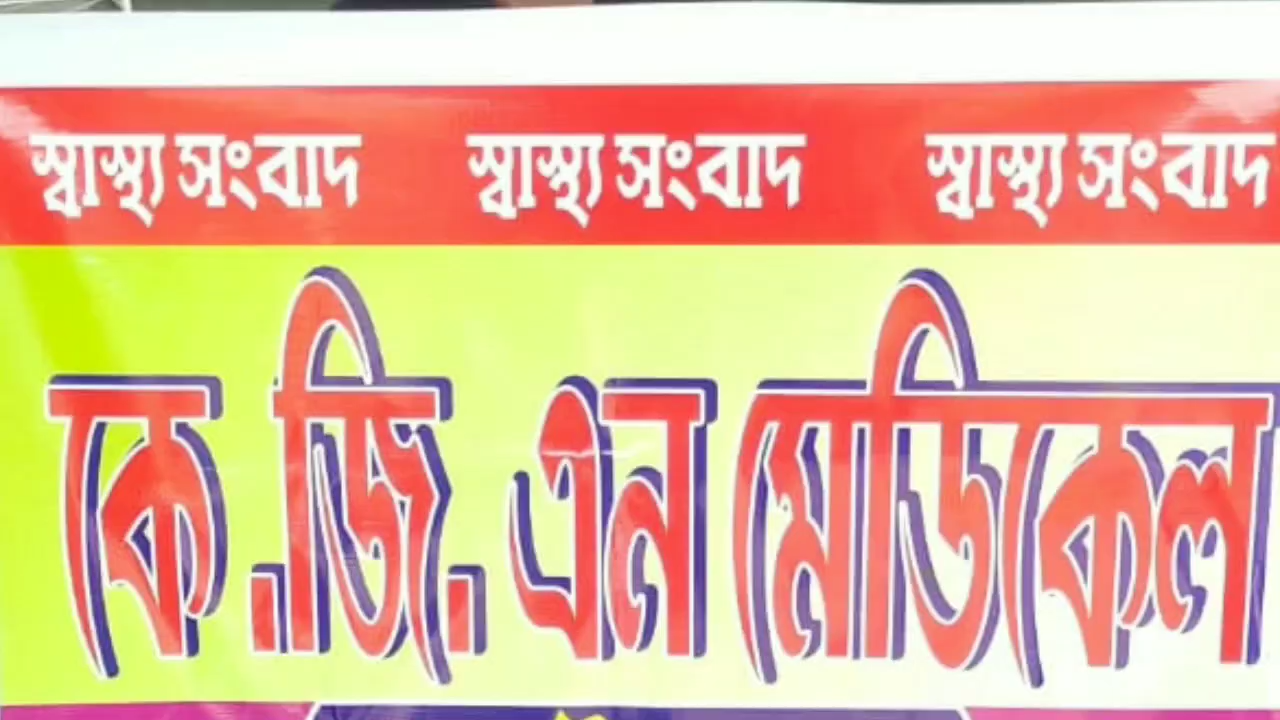 স্বাস্থ্য সংবাদ স্বাস্থ্য সংবাদ স্বাস্থ্য সংবাদ
কে.জি. এন মেডিকেল